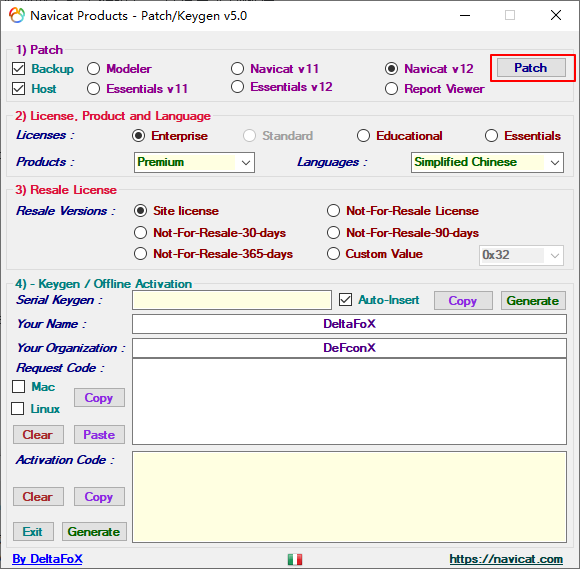 Navicat Products - Patch/Keygen v5.0
1) Patch
Backup Modeler Navicat v11 Navicat v12 Patch
Host Essentials v11 Essentials v12 Report Viewer
2) License, Product and Language
Licenses : Enterprise Standard Educational Essentials
Products : Premium Languages : Simplified Chinese
3) Resale License
Resale Versions : Site license Not-For-Resale License
Not-For-Resale-30-days Not-For-Resale-90-days
Not-For-Resale-365-days Custom Value 0x32
4) - Keygen / Offline Activation
Serial Keygen : Auto-Insert Copy Generate
Your Name : DeltaFoX
Your Organization : DeFconX
Request Code :
Mac
Copy
Linux
Clear Paste
Activation Code :
Clear Copy
Exit Generate
By DeltaFoX https://navicat.com